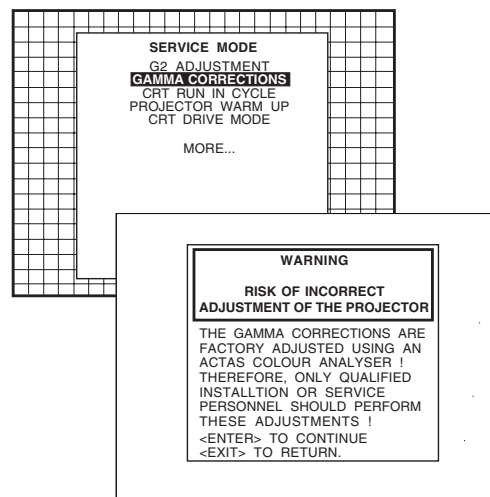 SERVICE MODE
G2 ADJUSTMENT
GAMMA CORRECTIONS
CRT RUN IN CYCLE
PROJECTOR WARM UP
CRT DRIVE MODE
MORE...
WARNING
RISK OF INCORRECT
ADJUSTMENT OF THE PROJECTOR
THE GAMMA CORRECTIONS ARE
FACTORY ADJUSTED USING AN
ACTAS COLOUR ANALYSER !
THEREFORE, ONLY QUALIFIED
INSTALLTION OR SERVICE
PERSONNEL SHOULD PERFORM
THESE ADJUSTMENTS !
<ENTER> TO CONTINUE
<EXIT> TO RETURN.